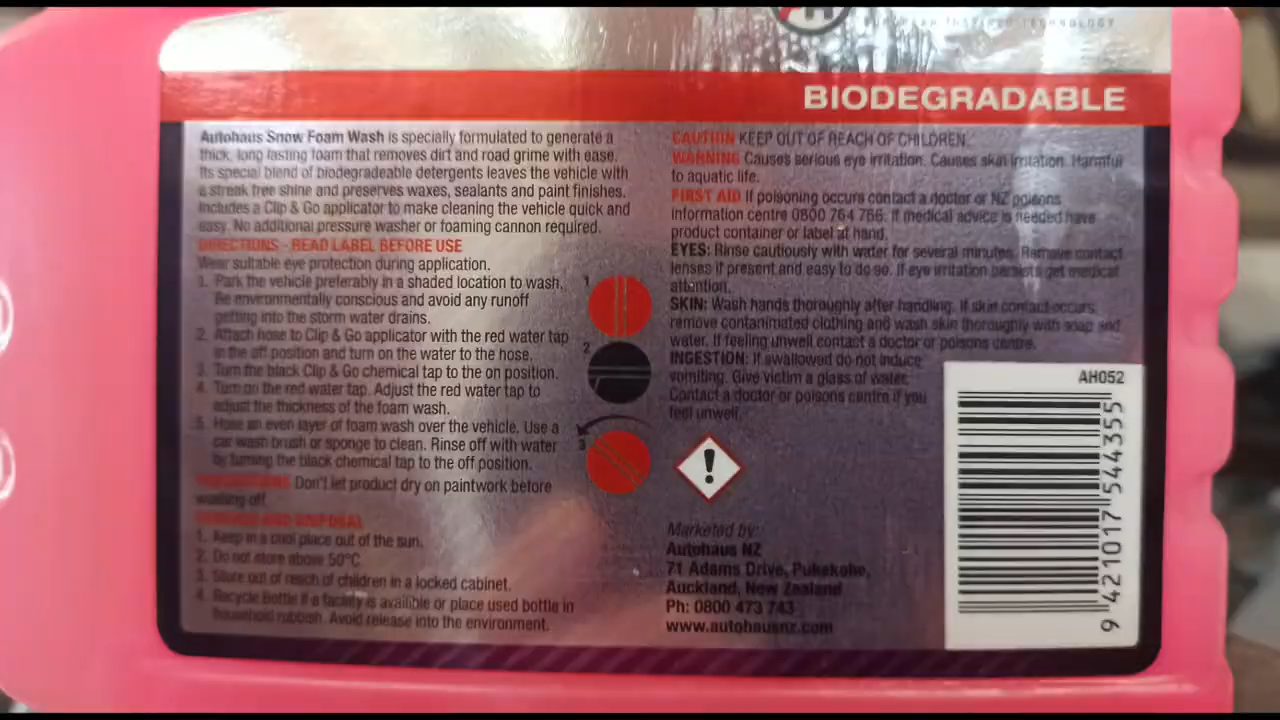 EUROPEAN INSPIRED TECHNOLOGY
BIODEGRADABLE
Autohaus Snow Foam Wash is specially formulated to generate a
thick, long lasting foam that removes dirt and road grime with ease.
Its special blend of biodegradeable detergents leaves the vehicle with
a streak free shine and preserves waxes, sealants and paint finishes.
Includes a Clip & Go applicator to make cleaning the vehicle quick and
easy. No additional pressure washer or foaming cannon required.
DIRECTIONS - READ LABEL BEFORE USE
Wear suitable eye protection during application.
1. Park the vehicle preferably in a shaded location to wash.
Be environmentally conscious and avoid any runoff
getting into the storm water drains.
2. Attach hose to Clip & Go applicator with the red water tap
in the off position and turn on the water to the hose.
3. Turn the black Clip & Go chemical tap to the on position.
4. Turn on the red water tap. Adjust the red water tap to
adjust the thickness of the foam wash.
5. Hose an even layer of foam wash over the vehicle. Use a
car wash brush or sponge to clean. Rinse off with water
by turning the black chemical tap to the off position.
Don't let product dry on paintwork before
washing off.
STORAGE AND DISPOSAL
1. Keep in a cool place out of the sun.
2. Do not store above 50°C
3. Store out of reach of children in a locked cabinet.
4. Recycle Bottle if a facility is availible or place used bottle in
household rubbish. Avoid release into the environment.
1
2
3
CAUTION KEEP OUT OF REACH OF CHILDREN.
WARNING Causes serious eye irritation. Causes skin irritation. Harmful
to aquatic life.
FIRST AID If poisoning occurs contact a doctor or NZ poisons
information centre 0800 764 766. If medical advice is needed have
product container or label at hand.
EYES: Rinse cautiously with water for several minutes. Remove contact
lenses if present and easy to do so. If eye irritation persists get medical
attention.
SKIN: Wash hands thoroughly after handling. If skin contact occurs
remove contanimated clothing and wash skin thoroughly with soap and
water. If feeling unwell contact a doctor or poisons centre.
INGESTION: If swallowed do not induce
vomiting. Give victim a glass of water.
Contact a doctor or poisons centre if you
feel unwell.
Marketed by:
Autohaus NZ
71 Adams Drive, Pukekohe,
Auckland, New Zealand
Ph: 0800 473 743
www.autohausnz.com
AH052
9 421017 544355